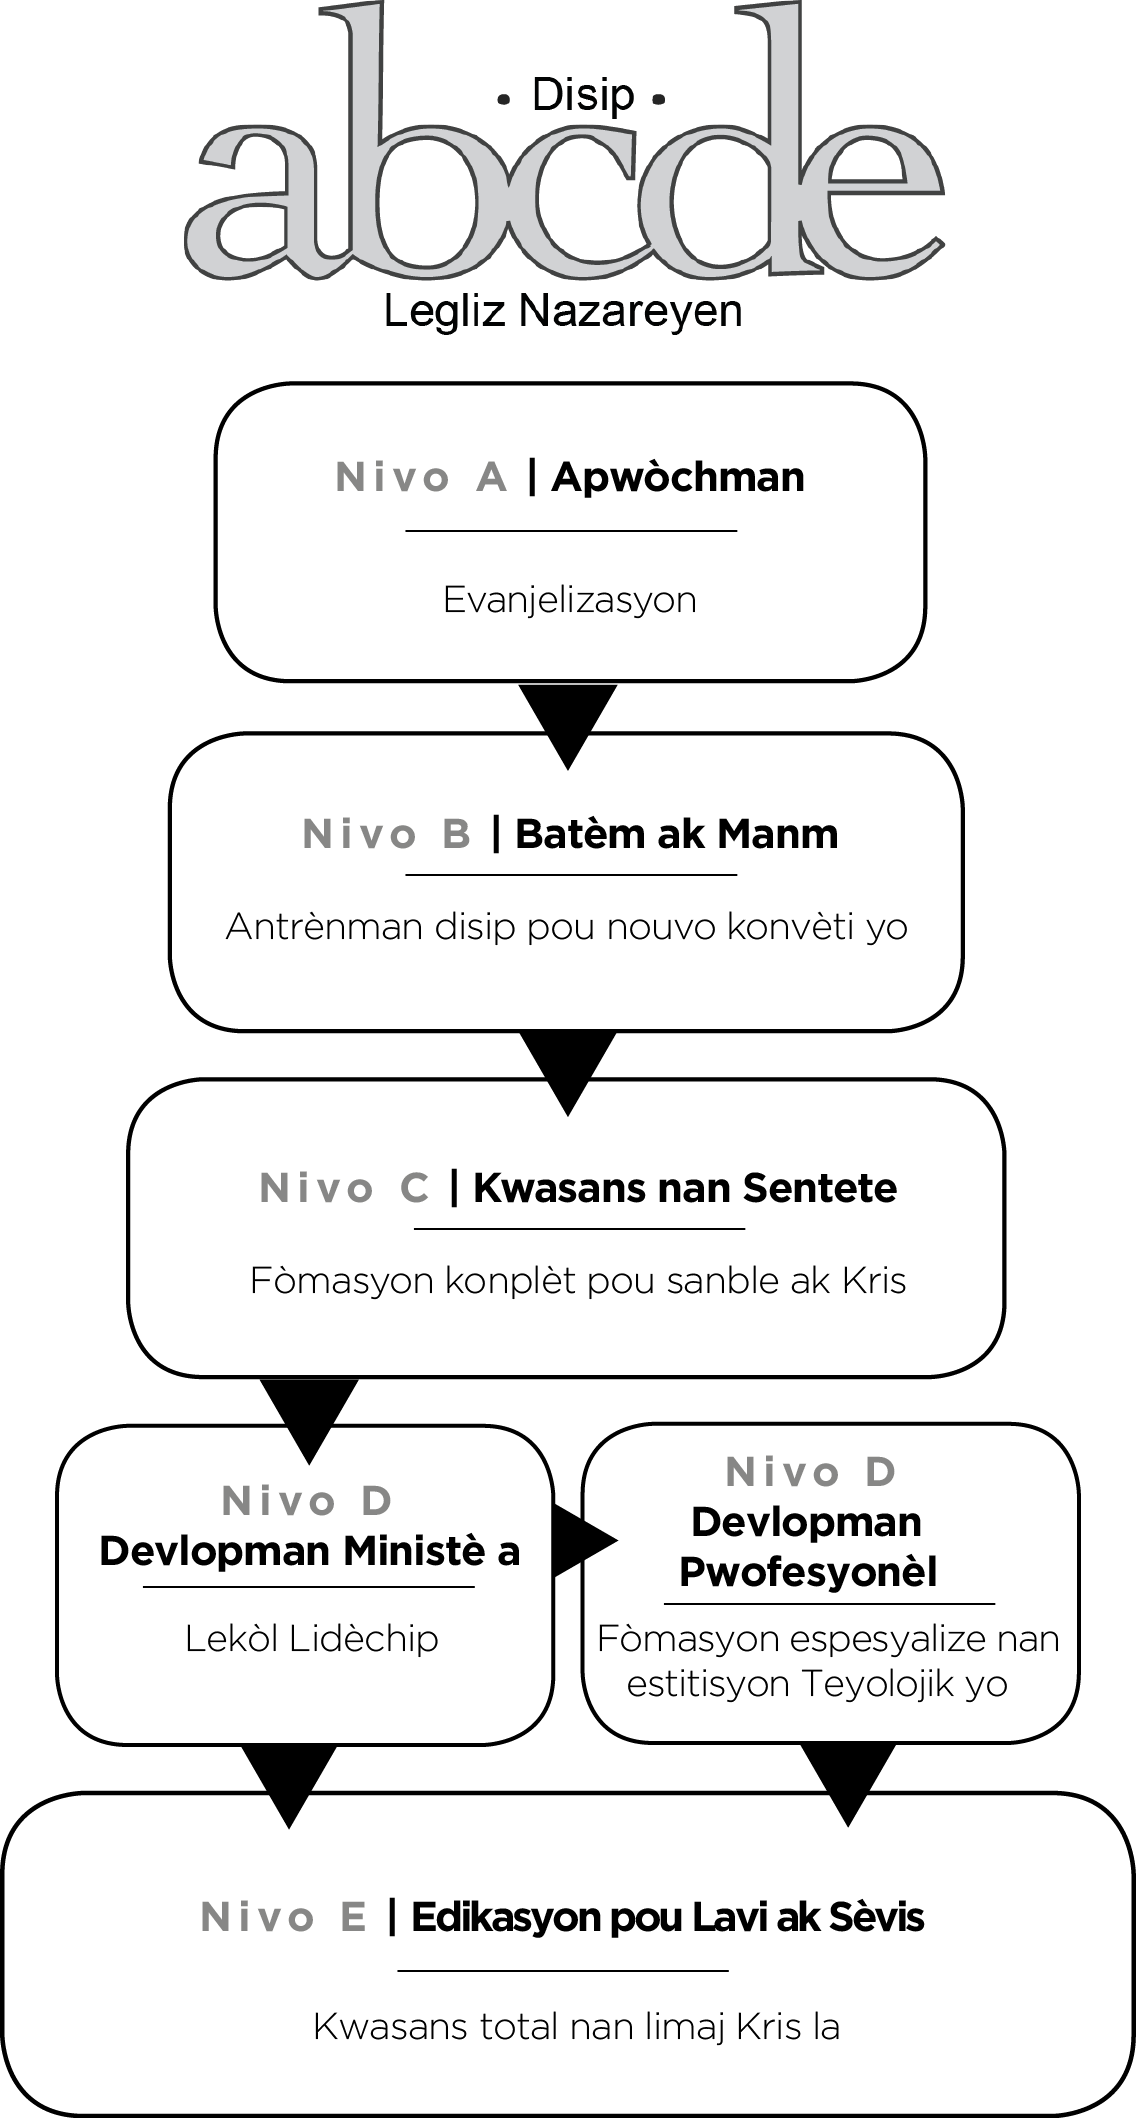 • Disip •
abcde
Legliz Nazareyen
Nivo A | Apwòchman
Evanjelizasyon
Nivo B | Batèm ak Manm
Antrènman disip pou nouvo konvèti yo
Nivo C | Kwasans nan Sentete
Fòmasyon konplèt pou sanble ak Kris
Nivo D
Devlopman Ministè a
Lekòl Lidèchip
Nivo D
Devlopman
Pwofesyonèl
Fòmasyon espesyalize nan
estitisyon Teyolojik yo
Nivo E | Edikasyon pou Lavi ak Sèvis
Kwasans total nan limaj Kris la